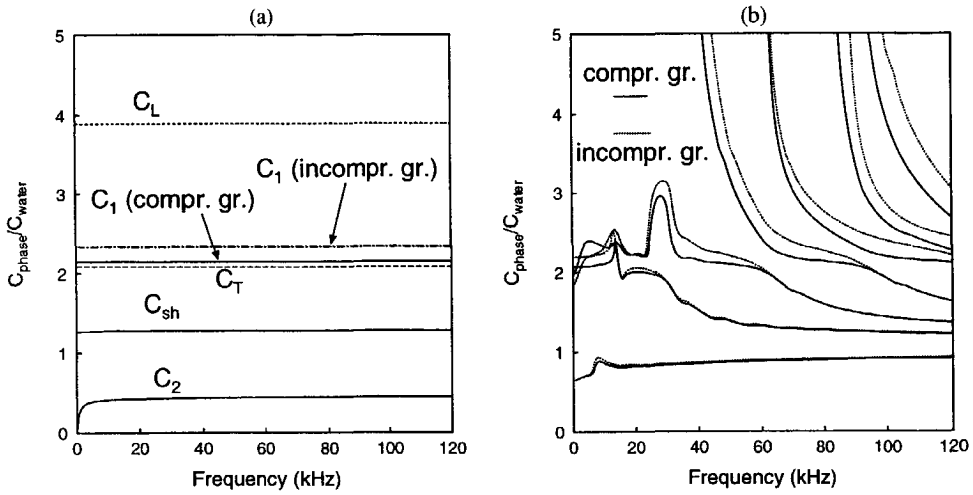 (a)
5
4
3
2
1
0
C_phase/C_water
C_L
C_1 (incompr. gr.)
C_1 (compr. gr.)
C_T
C_sh
C_2
0 20 40 60 80 100 120
Frequency (kHz)
(b)
5
4
3
2
1
0
C_phase/C_water
compr. gr.
incompr. gr.
0 20 40 60 80 100 120
Frequency (kHz)